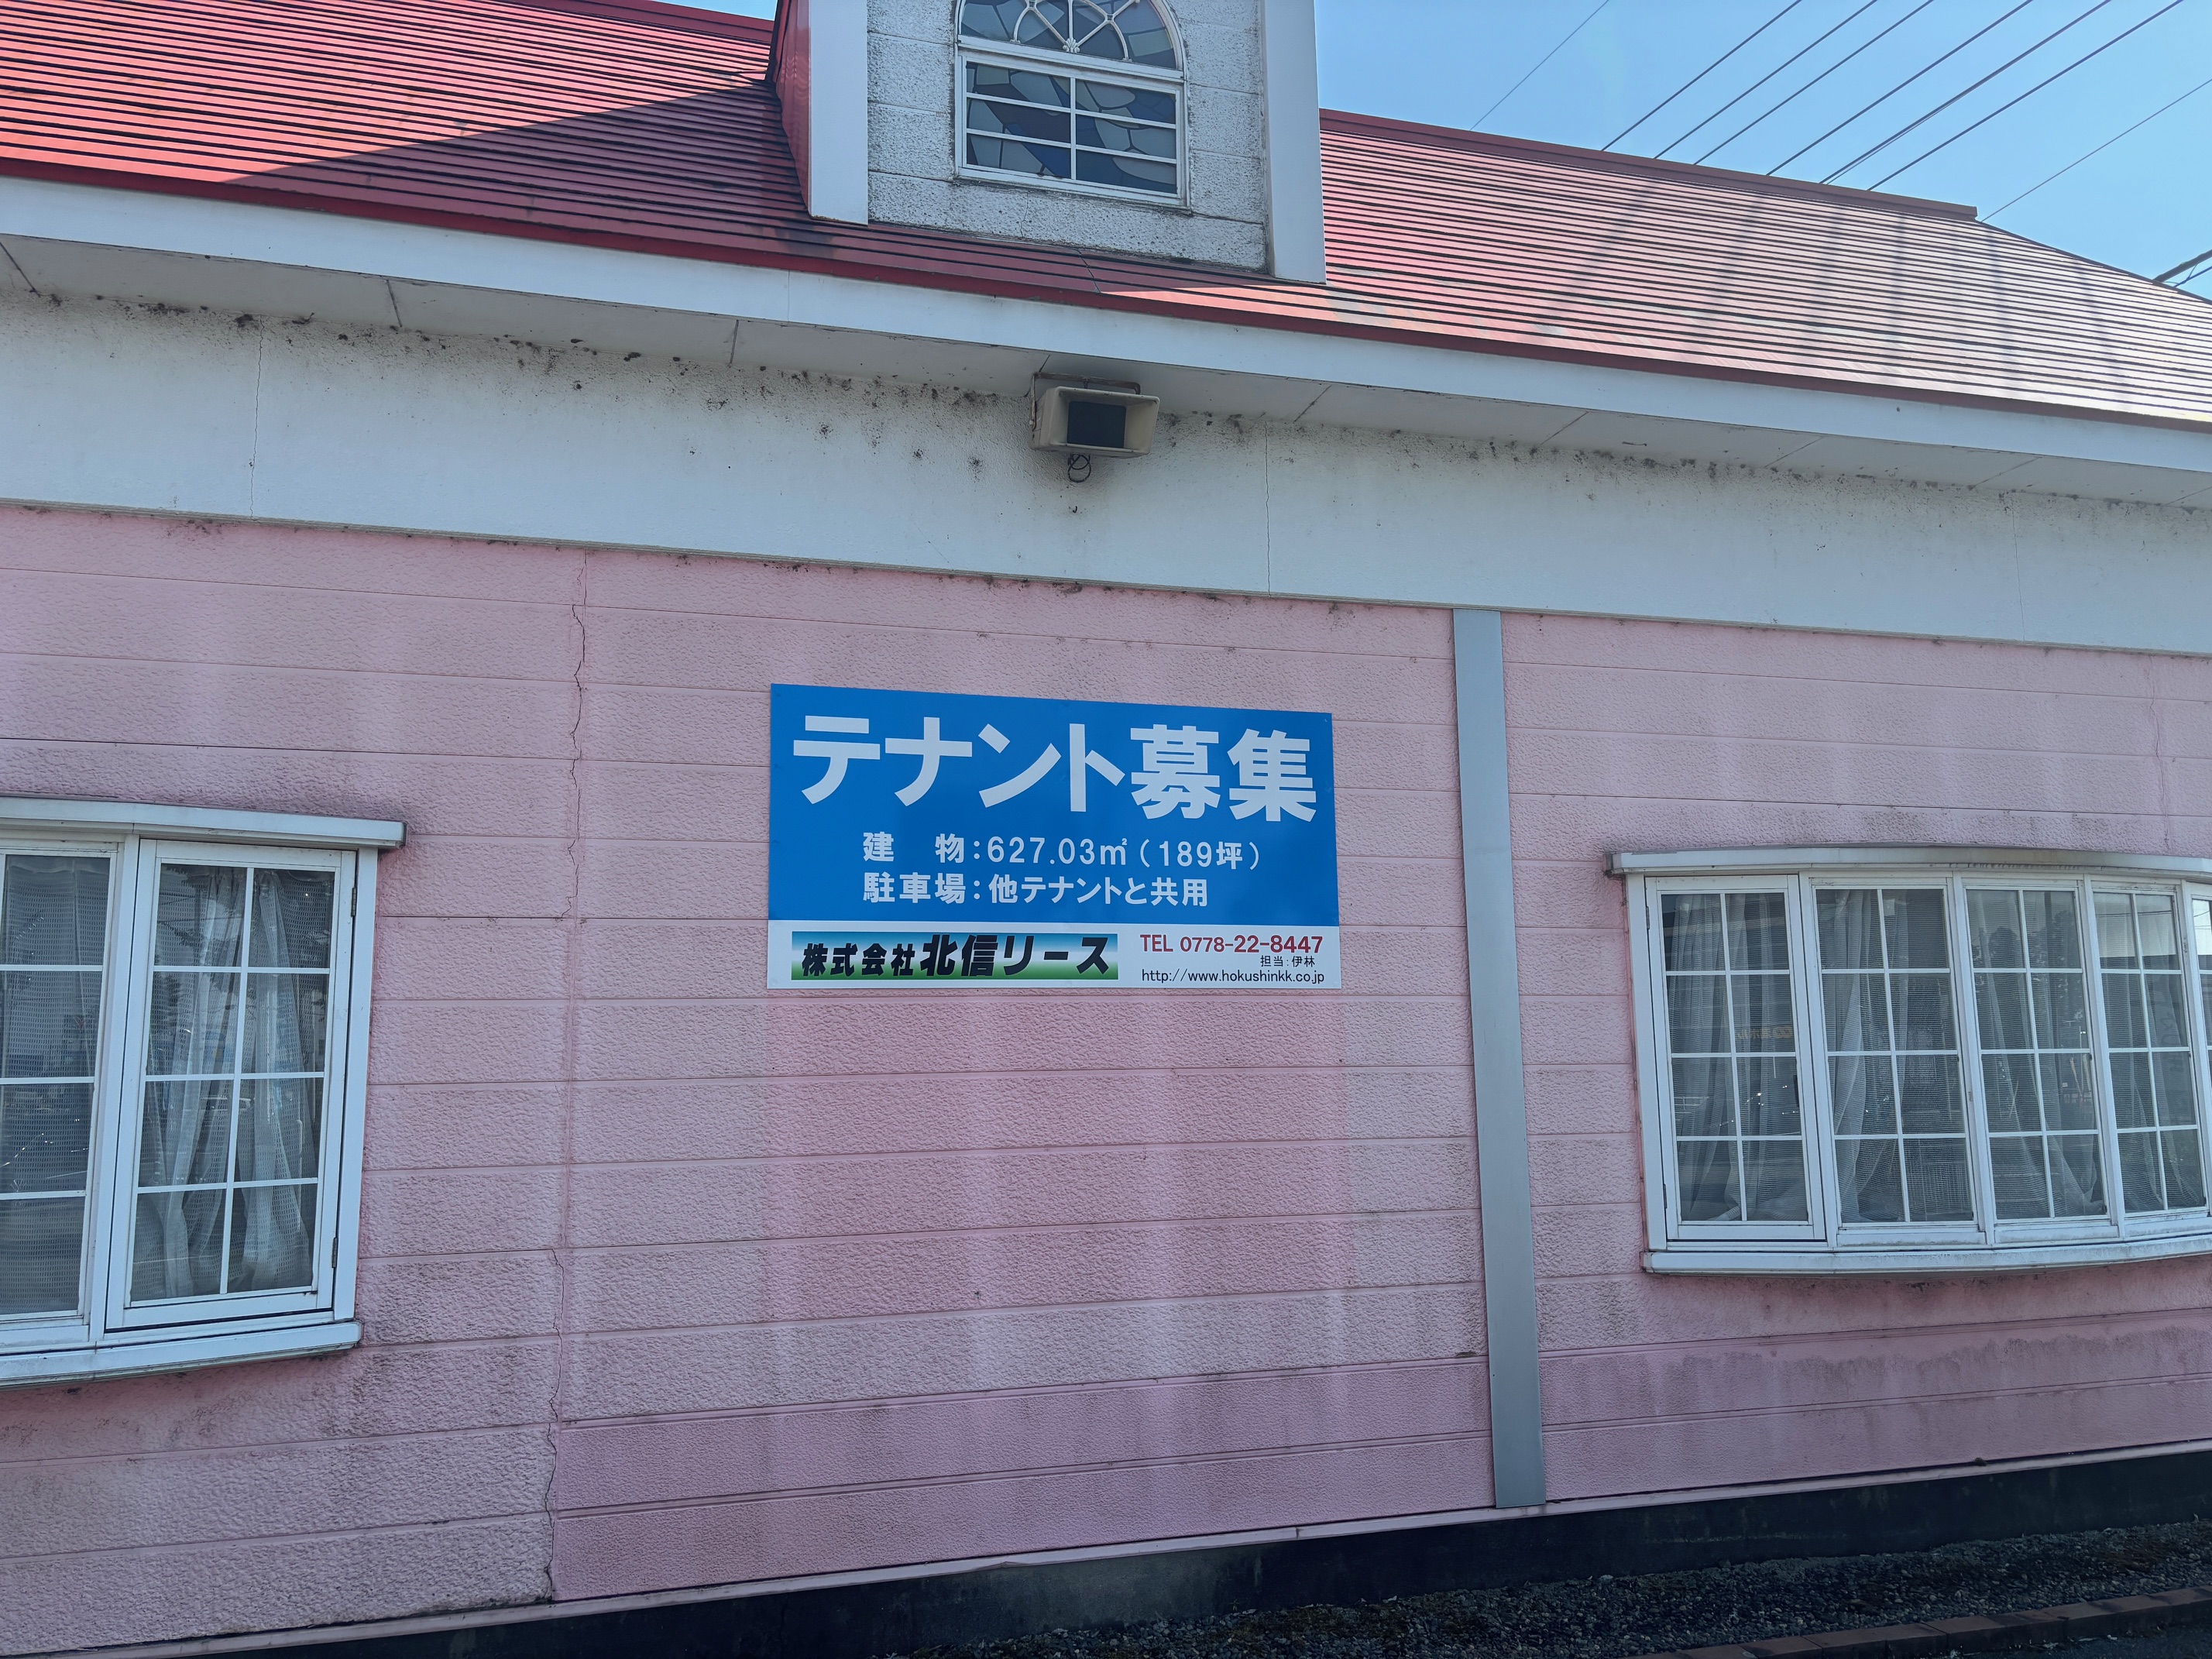 テナント募集
建　物：627.03㎡（189坪）
駐車場：他テナントと共用
株式会社北信リース
TEL 0778-22-8447
担当：伊林
http://www.hokushinkk.co.jp